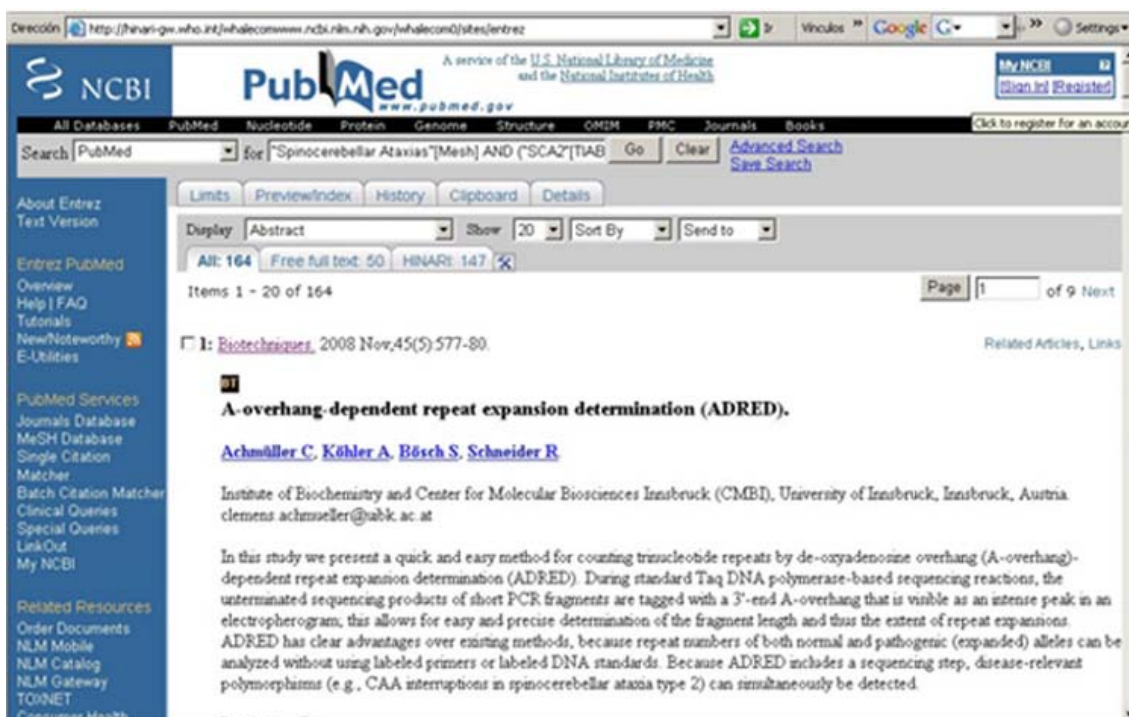 Dirección http://hinari-gw.who.int/whalecomwww.ncbi.nlm.nih.gov/whalecom0/sites/entrez Ir Vínculos » Google G » Settings
NCBI
PubMed
www.pubmed.gov
A service of the U.S. National Library of Medicine
and the National Institutes of Health
My NCBI
[Sign In] [Register]
All Databases PubMed Nucleotide Protein Genome Structure OMIM PMC Journals Books
Click to register for an accour
Search PubMed for "Spinocerebellar Ataxias"[Mesh] AND ("SCA2"[TIAB Go Clear Advanced Search
Save Search
Limits Preview/Index History Clipboard Details
Display Abstract Show 20 Sort By Send to
All: 164 Free full text: 50 HINARI: 147
Items 1 - 20 of 164
Page 1 of 9 Next
About Entrez
Text Version
Entrez PubMed
Overview
Help | FAQ
Tutorials
New/Noteworthy
E-Utilities
PubMed Services
Journals Database
MeSH Database
Single Citation
Matcher
Batch Citation Matcher
Clinical Queries
Special Queries
LinkOut
My NCBI
Related Resources
Order Documents
NLM Mobile
NLM Catalog
NLM Gateway
TOXNET
Consumer Health
1: Biotechniques. 2008 Nov;45(5):577-80.
Related Articles, Links
BT
A-overhang-dependent repeat expansion determination (ADRED).
Achmüller C, Köhler A, Bösch S, Schneider R.
Institute of Biochemistry and Center for Molecular Biosciences Innsbruck (CMBI), University of Innsbruck, Innsbruck, Austria.
clemens.achmueller@uibk.ac.at
In this study we present a quick and easy method for counting trinucleotide repeats by de-oxyadenosine overhang (A-overhang)-
dependent repeat expansion determination (ADRED). During standard Taq DNA polymerase-based sequencing reactions, the
unterminated sequencing products of short PCR fragments are tagged with a 3'-end A-overhang that is visible as an intense peak in an
electropherogram; this allows for easy and precise determination of the fragment length and thus the extent of repeat expansions.
ADRED has clear advantages over existing methods, because repeat numbers of both normal and pathogenic (expanded) alleles can be
analyzed without using labeled primers or labeled DNA standards. Because ADRED includes a sequencing step, disease-relevant
polymorphisms (e.g., CAA interruptions in spinocerebellar ataxia type 2) can simultaneously be detected.